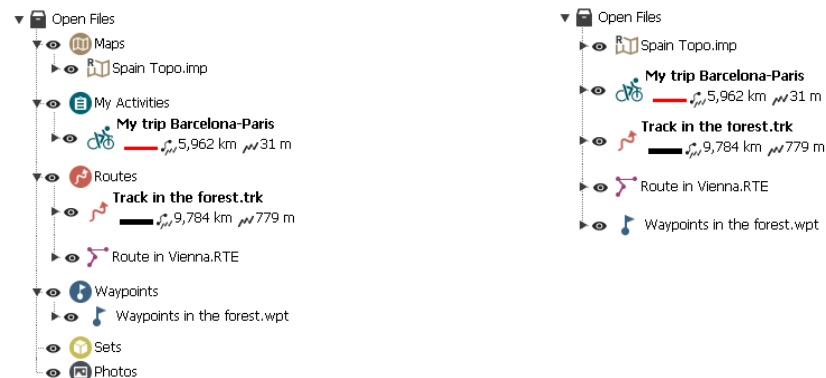 Open Files
Maps
Spain Topo.imp
My Activities
My trip Barcelona-Paris
5,962 km 31 m
Routes
Track in the forest.trk
9,784 km 779 m
Route in Vienna.RTE
Waypoints
Waypoints in the forest.wpt
Sets
Photos
Open Files
Spain Topo.imp
My trip Barcelona-Paris
5,962 km 31 m
Track in the forest.trk
9,784 km 779 m
Route in Vienna.RTE
Waypoints in the forest.wpt